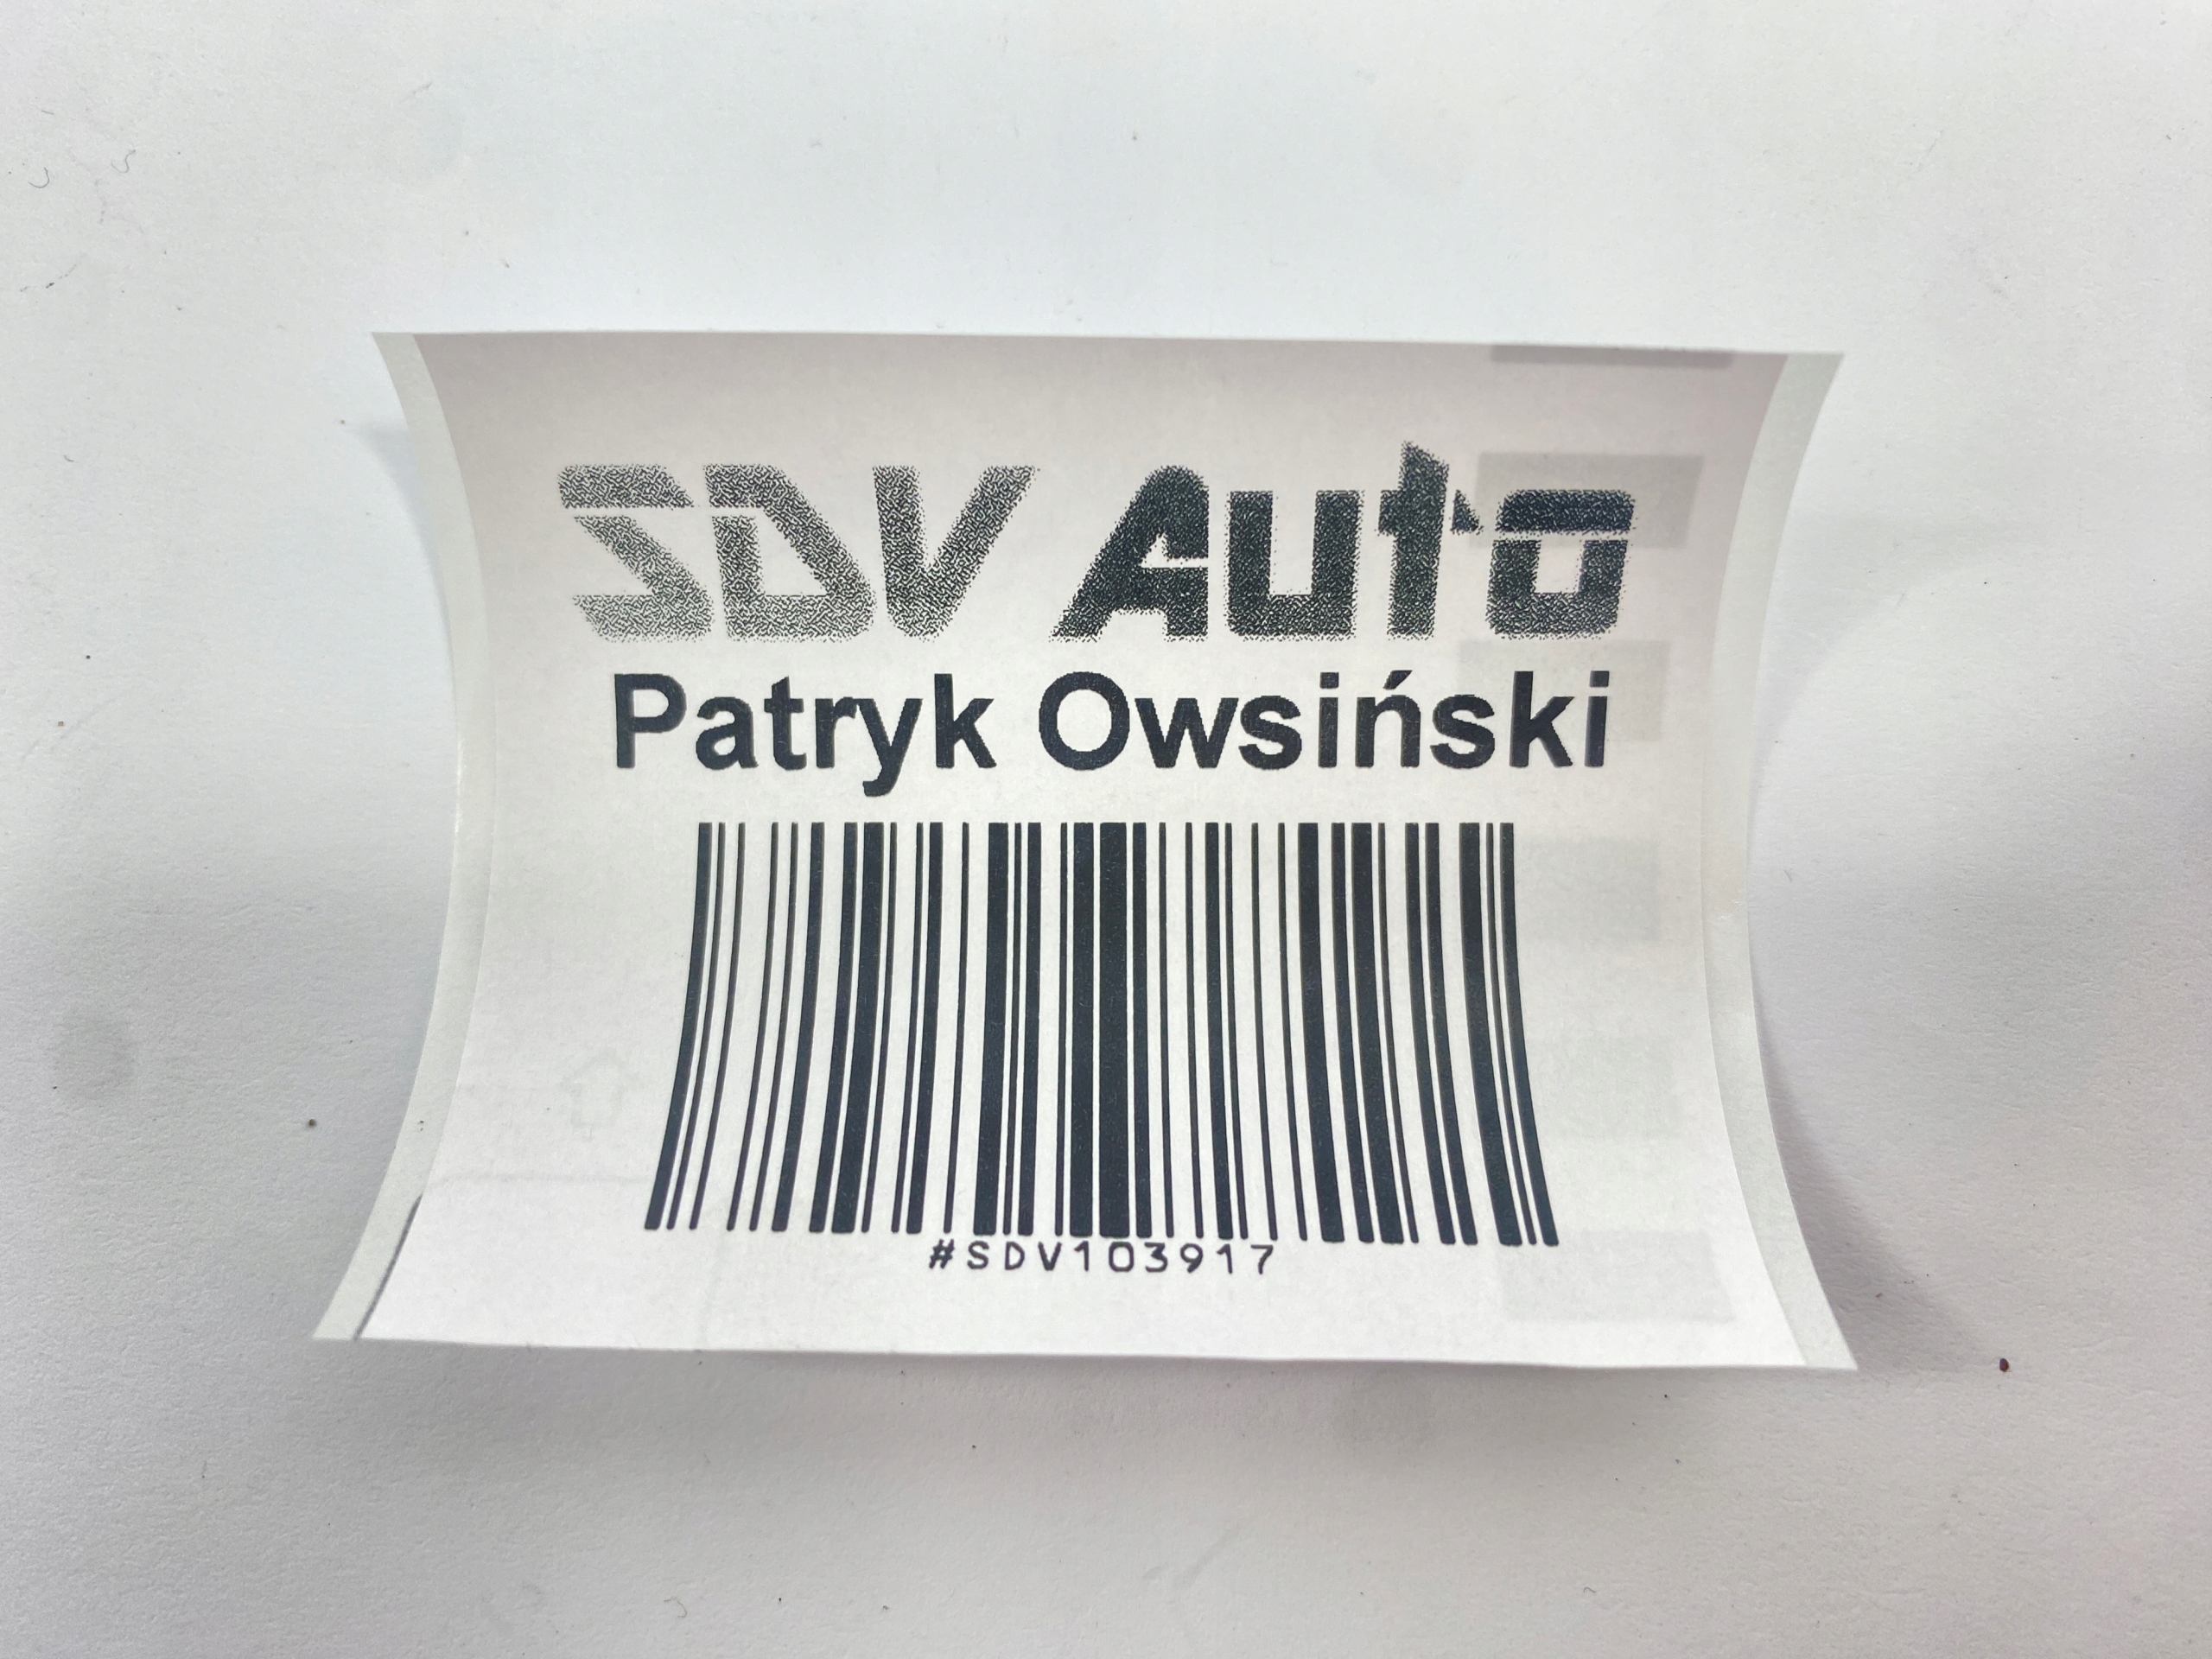 SDV Auto
Patryk Owsiński
#SDV103917